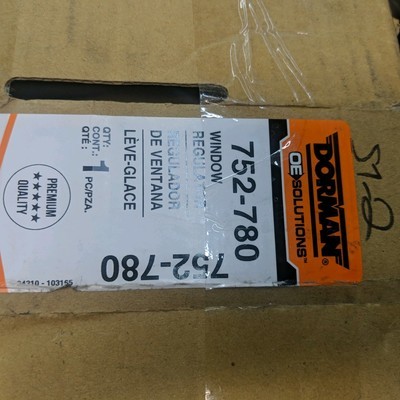 DORMAN®
OE SOLUTIONS™
752-780
WINDOW
REGULATOR
REGULADOR
DE VENTANA
LÈVE-GLACE
QTY:
CONT.: 1 PC/PZA.
QTÉ:
PREMIUM
★★★★★
QUALITY
752-780